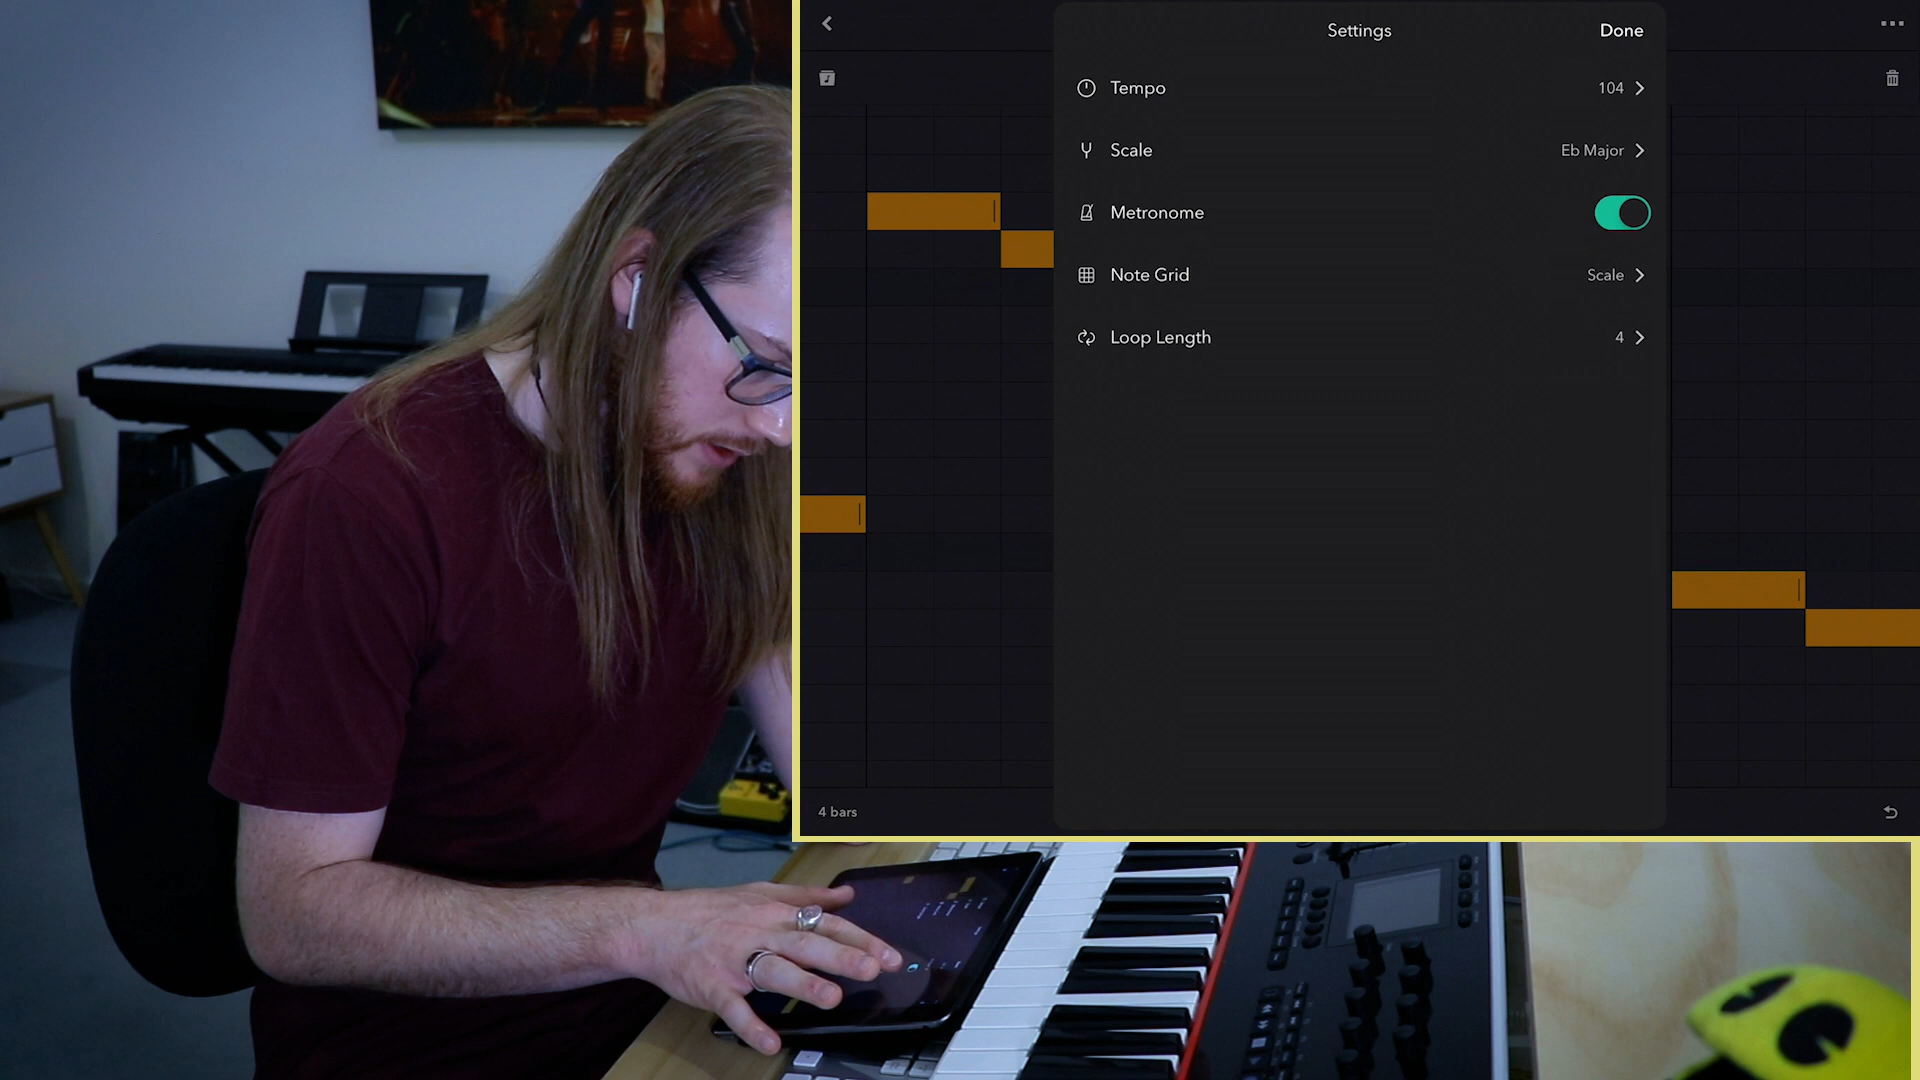 Settings
Done
Tempo
104
Scale
Eb Major
Metronome
Note Grid
Scale
Loop Length
4
4 bars